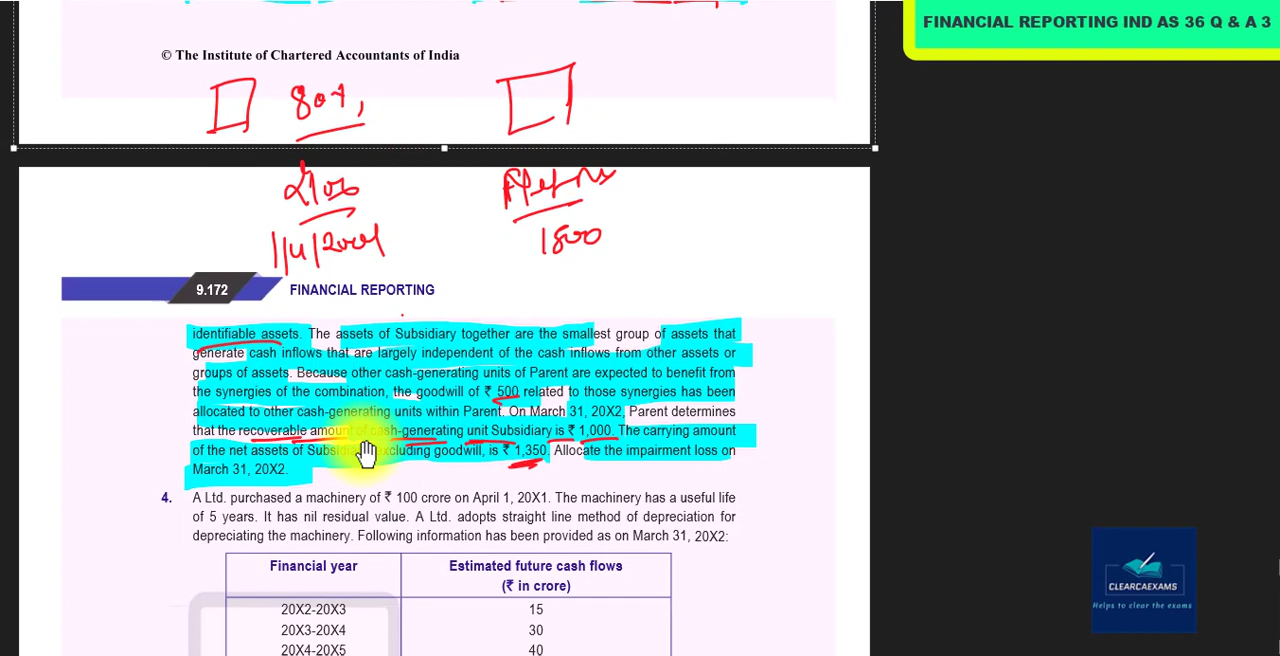 FINANCIAL REPORTING IND AS 36 Q & A 3
© The Institute of Chartered Accountants of India
80%
2100
1800
9.172 FINANCIAL REPORTING
identifiable assets. The assets of Subsidiary together are the smallest group of assets that
generate cash inflows that are largely independent of the cash inflows from other assets or
groups of assets. Because other cash-generating units of Parent are expected to benefit from
the synergies of the combination, the goodwill of ₹ 500 related to those synergies has been
allocated to other cash-generating units within Parent. On March 31, 20X2, Parent determines
that the recoverable amount of cash-generating unit Subsidiary is ₹ 1,000. The carrying amount
of the net assets of Subsidiary, excluding goodwill, is ₹ 1,350. Allocate the impairment loss on
March 31, 20X2.
4. A Ltd. purchased a machinery of ₹ 100 crore on April 1, 20X1. The machinery has a useful life
of 5 years. It has nil residual value. A Ltd. adopts straight line method of depreciation for
depreciating the machinery. Following information has been provided as on March 31, 20X2:
Financial year Estimated future cash flows
(₹ in crore)
20X2-20X3 15
20X3-20X4 30
20X4-20X5 40
CLEARCAEXAMS
Helps to clear the exams